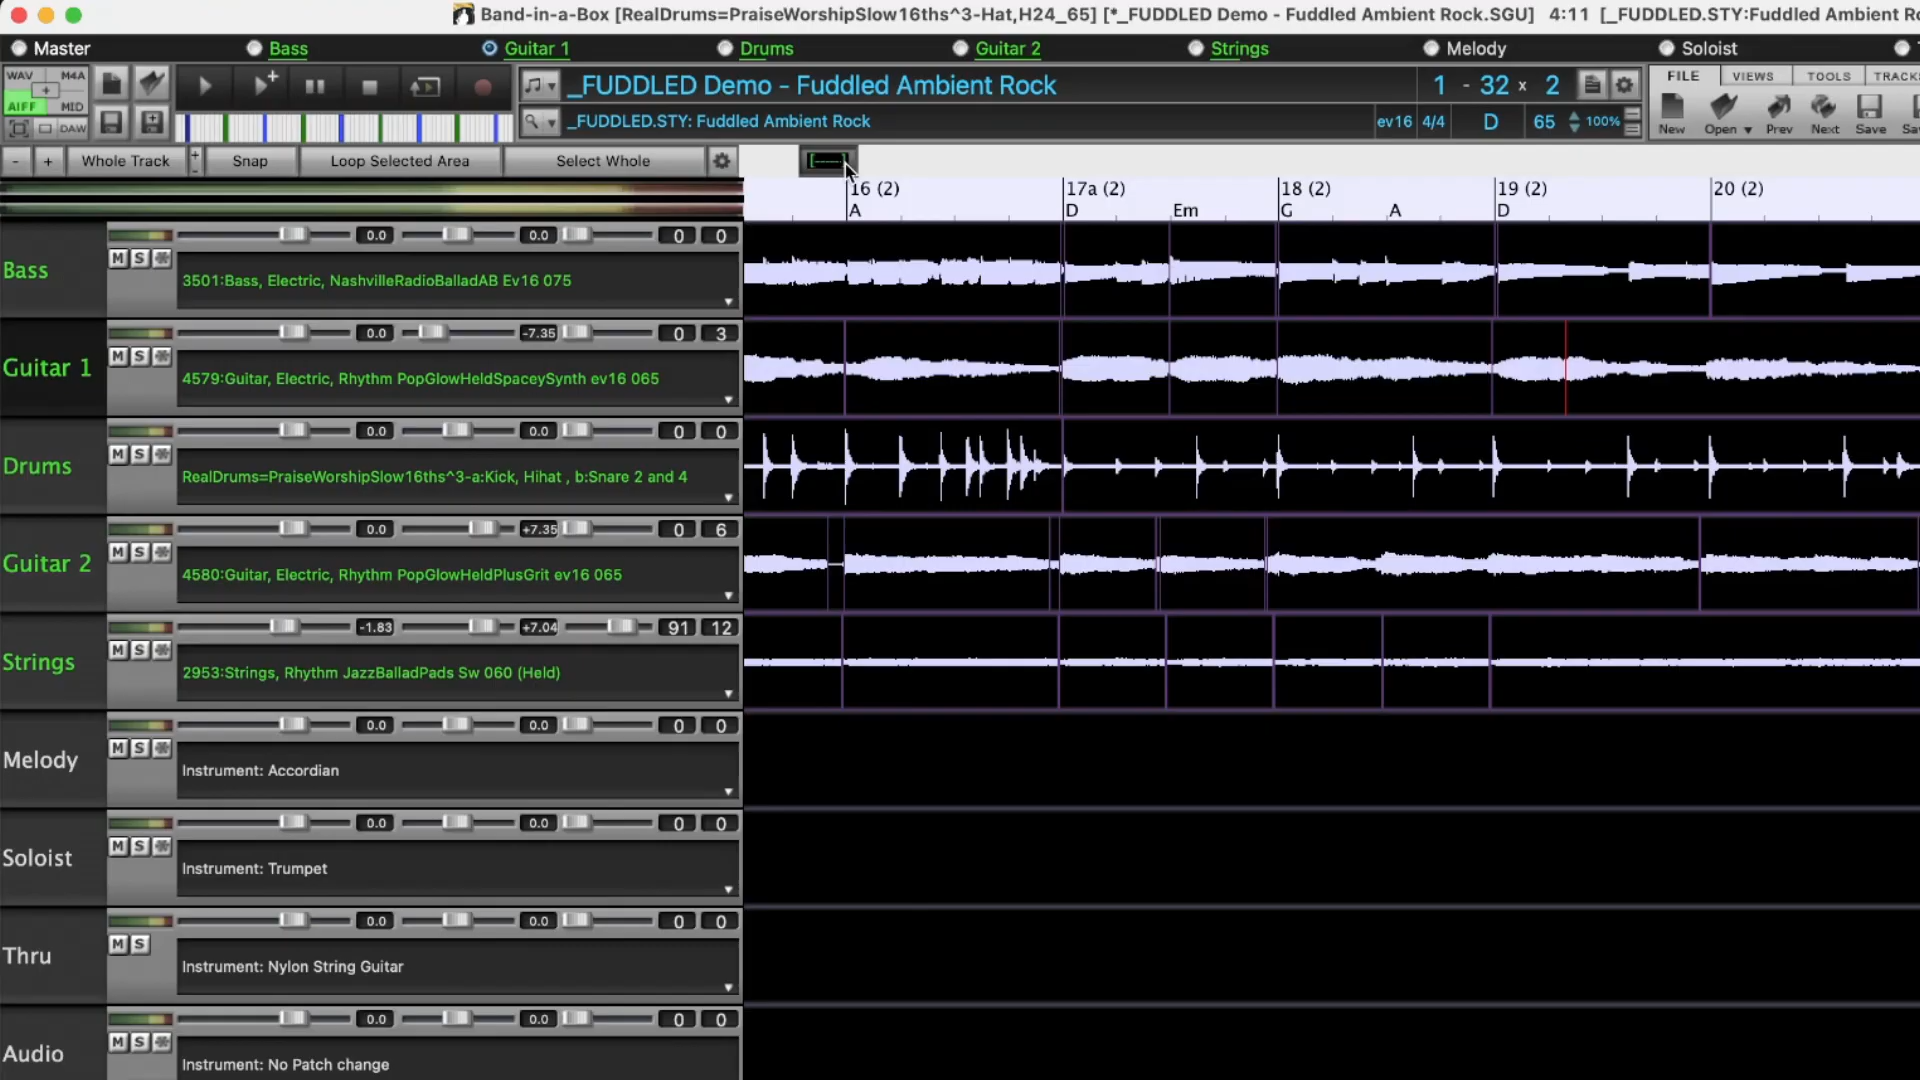 Band-in-a-Box [RealDrums=PraiseWorshipSlow16ths^3-Hat,H24_65] [*_FUDDLED Demo - Fuddled Ambient Rock.SGU] 4:11 [_FUDDLED.STY:Fuddled Ambient
Master Bass Guitar 1 Drums Guitar 2 Strings Melody Soloist
WAV M4A
AIFF MID
DAW
_FUDDLED Demo - Fuddled Ambient Rock 1 - 32 x 2
_FUDDLED.STY: Fuddled Ambient Rock ev16 4/4 D 65 100%
FILE VIEWS TOOLS TRACK
New Open Prev Next Save
- + Whole Track + - Snap Loop Selected Area Select Whole
16 (2) 17a (2) 18 (2) 19 (2) 20 (2)
A D Em G A D
Bass 0.0 0.0 0 0
M S
3501:Bass, Electric, NashvilleRadioBalladAB Ev16 075
Guitar 1 0.0 -7.35 0 3
M S
4579:Guitar, Electric, Rhythm PopGlowHeldSpaceySynth ev16 065
Drums 0.0 0.0 0 0
M S
RealDrums=PraiseWorshipSlow16ths^3-a:Kick, Hihat , b:Snare 2 and 4
Guitar 2 0.0 +7.35 0 6
M S
4580:Guitar, Electric, Rhythm PopGlowHeldPlusGrit ev16 065
Strings -1.83 +7.04 91 12
M S
2953:Strings, Rhythm JazzBalladPads Sw 060 (Held)
Melody 0.0 0.0 0 0
M S
Instrument: Accordian
Soloist 0.0 0.0 0 0
M S
Instrument: Trumpet
Thru 0.0 0.0 0 0
M S
Instrument: Nylon String Guitar
Audio 0.0 0.0 0 0
M S
Instrument: No Patch change